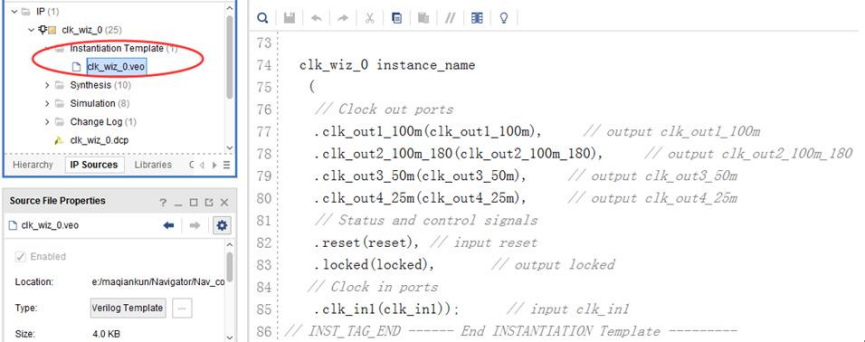 IP (1)
clk_wiz_0 (25)
Instantiation Template (1)
clk_wiz_0.veo
Synthesis (10)
Simulation (8)
Change Log (1)
clk_wiz_0.dcp
Hierarchy IP Sources Libraries C
Source File Properties
clk_wiz_0.veo
Enabled
Location: e:/maqiankun/Navigator/Nav_co
Type: Verilog Template ...
Size: 4.0 KB
73
74 clk_wiz_0 instance_name
75 (
76 // Clock out ports
77 .clk_out1_100m(clk_out1_100m), // output clk_out1_100m
78 .clk_out2_100m_180(clk_out2_100m_180), // output clk_out2_100m_180
79 .clk_out3_50m(clk_out3_50m), // output clk_out3_50m
80 .clk_out4_25m(clk_out4_25m), // output clk_out4_25m
81 // Status and control signals
82 .reset(reset), // input reset
83 .locked(locked), // output locked
84 // Clock in ports
85 .clk_in1(clk_in1)); // input clk_in1
86 // INST_TAG_END ------ End INSTANTIATION Template ---------